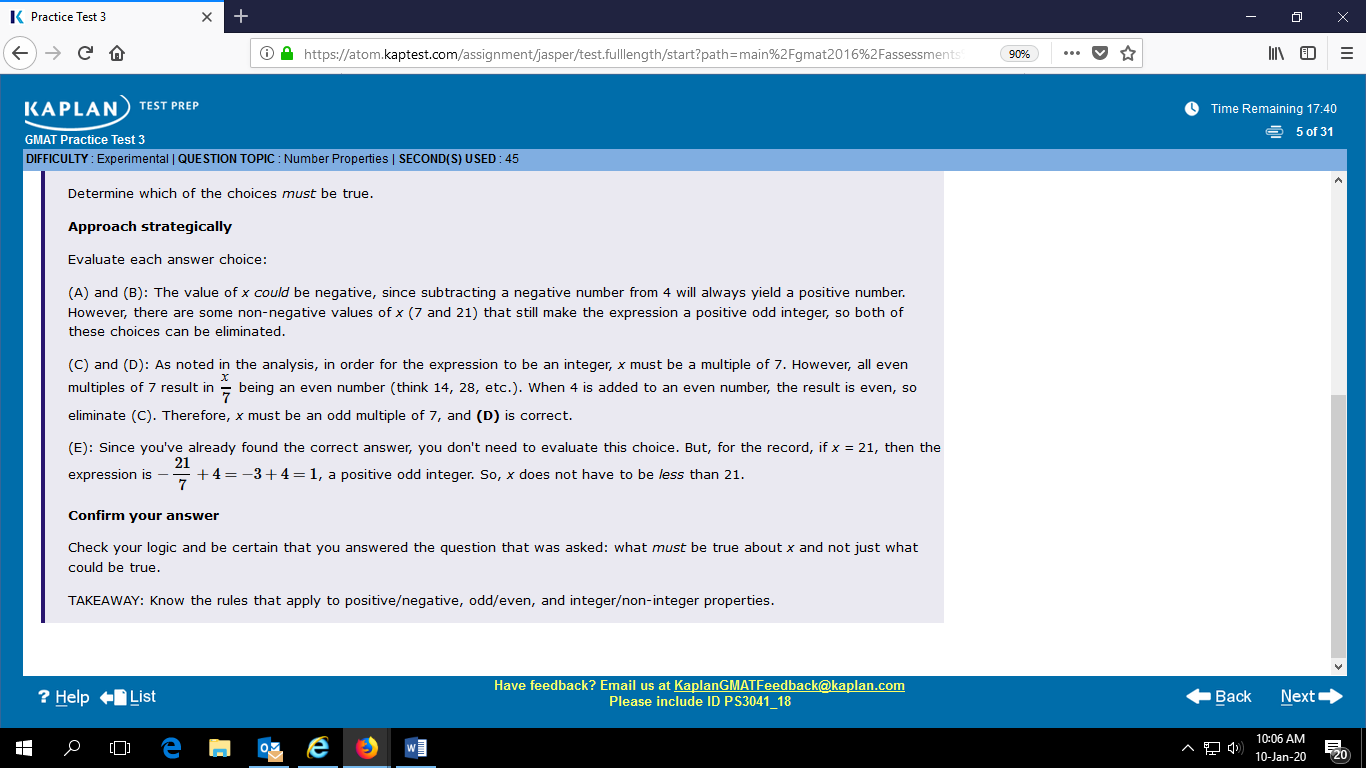 Practice Test 3
https://atom.kaptest.com/assignment/jasper/test.fulllength/start?path=main%2Fgmat2016%2Fassessments
90%
KAPLAN TEST PREP
Time Remaining 17:40
GMAT Practice Test 3
5 of 31
DIFFICULTY : Experimental | QUESTION TOPIC : Number Properties | SECOND(S) USED : 45
Determine which of the choices must be true.
Approach strategically
Evaluate each answer choice:
(A) and (B): The value of x could be negative, since subtracting a negative number from 4 will always yield a positive number.
However, there are some non-negative values of x (7 and 21) that still make the expression a positive odd integer, so both of
these choices can be eliminated.
(C) and (D): As noted in the analysis, in order for the expression to be an integer, x must be a multiple of 7. However, all even
multiples of 7 result in x/7 being an even number (think 14, 28, etc.). When 4 is added to an even number, the result is even, so
eliminate (C). Therefore, x must be an odd multiple of 7, and (D) is correct.
(E): Since you've already found the correct answer, you don't need to evaluate this choice. But, for the record, if x = 21, then the
expression is −21/7 + 4 = −3 + 4 = 1, a positive odd integer. So, x does not have to be less than 21.
Confirm your answer
Check your logic and be certain that you answered the question that was asked: what must be true about x and not just what
could be true.
TAKEAWAY: Know the rules that apply to positive/negative, odd/even, and integer/non-integer properties.
? Help List
Have feedback? Email us at KaplanGMATFeedback@kaplan.com
Please include ID PS3041_18
Back Next
10:06 AM
10-Jan-20
20